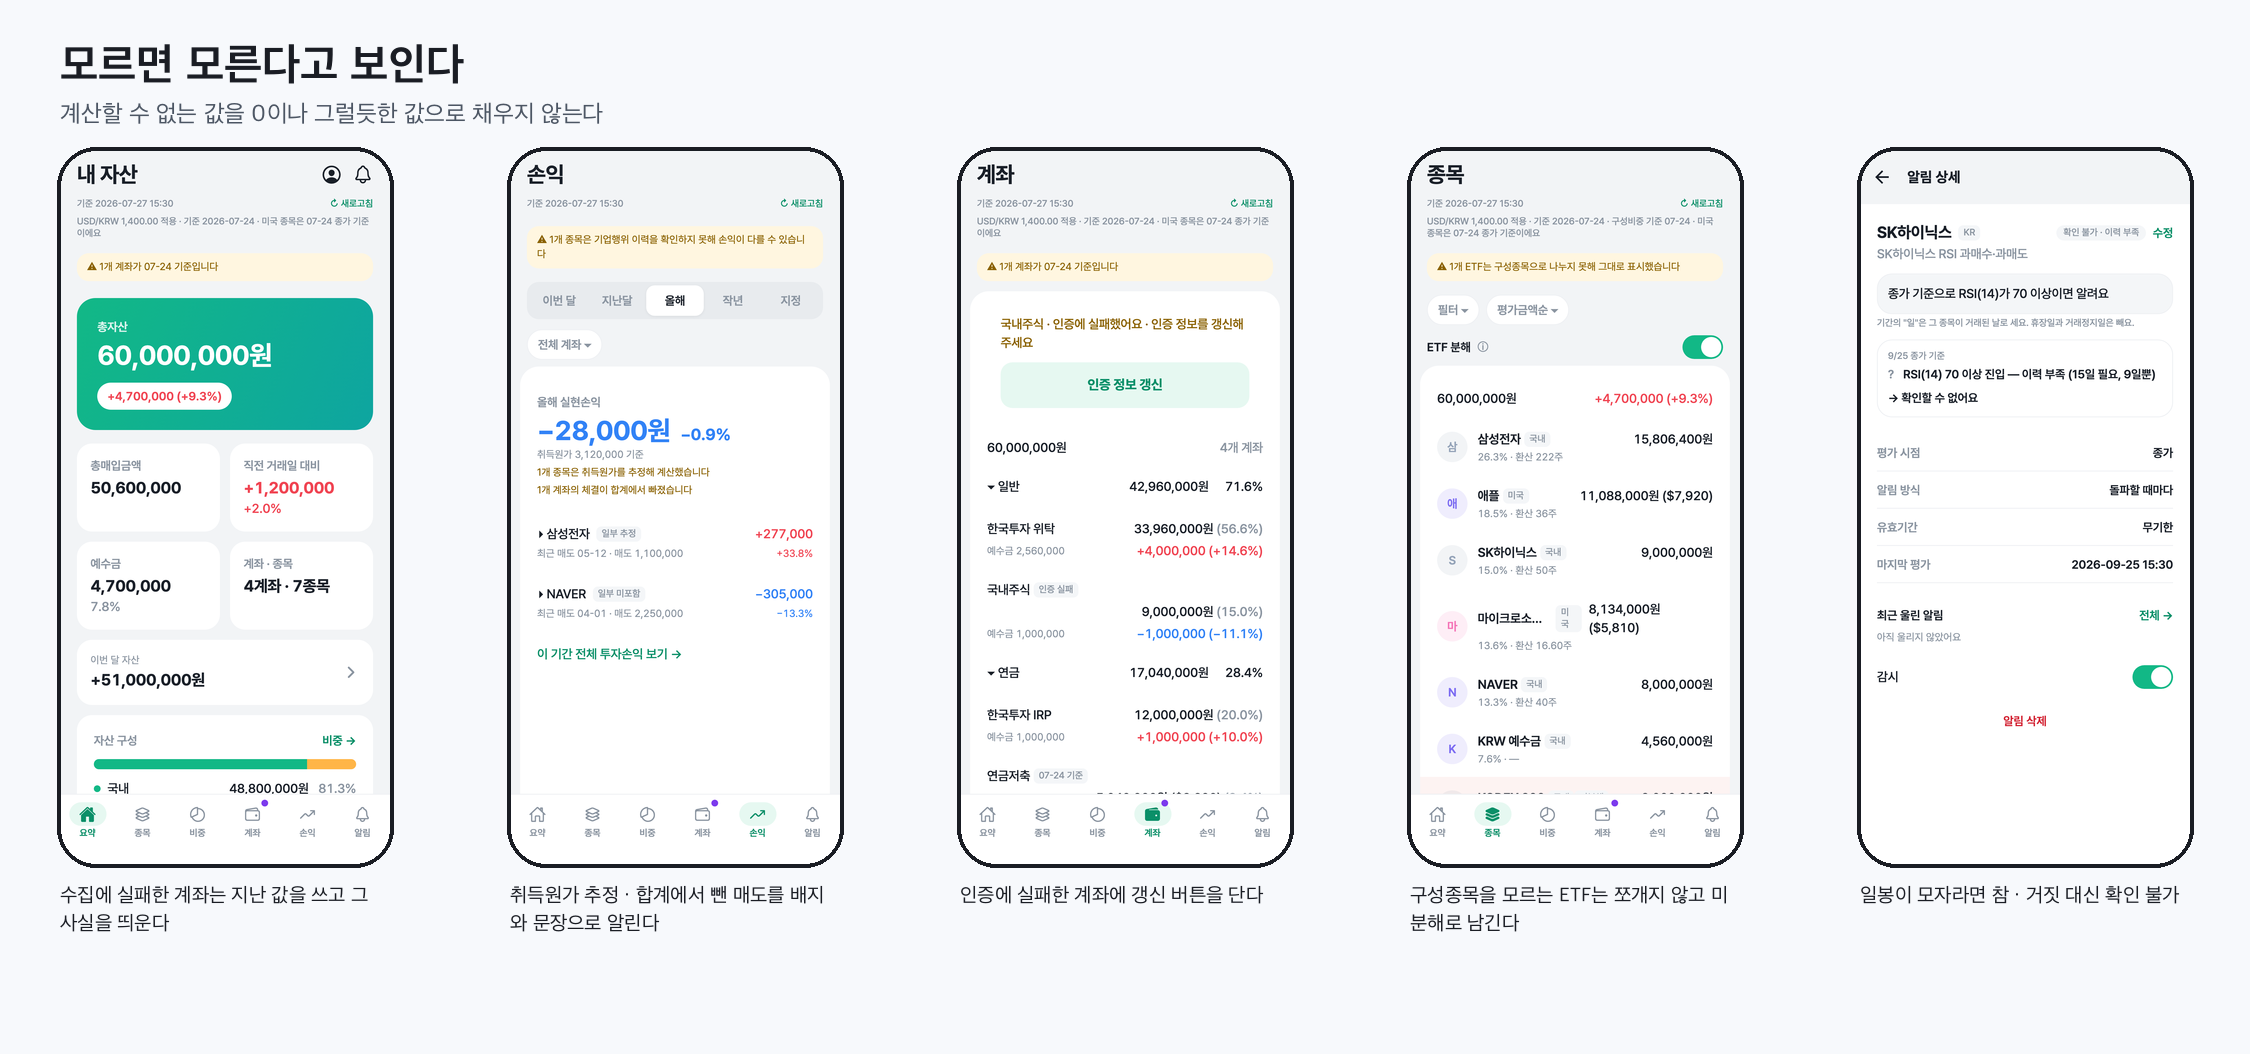 모르면 모른다고 보인다
계산할 수 없는 값을 0이나 그럴듯한 값으로 채우지 않는다
내 자산
기준 2026-07-27 15:30
새로고침
USD/KRW 1,400.00 적용 · 기준 2026-07-24 · 미국 종목은 07-24 종가 기준
이에요
1개 계좌가 07-24 기준입니다
총자산
60,000,000원
+4,700,000 (+9.3%)
총매입금액
50,600,000
직전 거래일 대비
+1,200,000
+2.0%
예수금
4,700,000
7.8%
계좌 · 종목
4계좌 · 7종목
이번 달 자산
+51,000,000원
자산 구성
비중 →
국내
48,800,000원 81.3%
요약
종목
비중
계좌
손익
알림
수집에 실패한 계좌는 지난 값을 쓰고 그
사실을 띄운다
손익
기준 2026-07-27 15:30
새로고침
1개 종목은 기업행위 이력을 확인하지 못해 손익이 다를 수 있습니
다
이번 달
지난달
올해
작년
지정
전체 계좌
올해 실현손익
−28,000원 −0.9%
취득원가 3,120,000 기준
1개 종목은 취득원가를 추정해 계산했습니다
1개 계좌의 체결이 합계에서 빠졌습니다
삼성전자 일부 추정
+277,000
최근 매도 05-12 · 매도 1,100,000
+33.8%
NAVER 일부 미포함
−305,000
최근 매도 04-01 · 매도 2,250,000
−13.3%
이 기간 전체 투자손익 보기 →
요약
종목
비중
계좌
손익
알림
취득원가 추정 · 합계에서 뺀 매도를 배지
와 문장으로 알린다
계좌
기준 2026-07-27 15:30
새로고침
USD/KRW 1,400.00 적용 · 기준 2026-07-24 · 미국 종목은 07-24 종가 기준
이에요
1개 계좌가 07-24 기준입니다
국내주식 · 인증에 실패했어요 · 인증 정보를 갱신해
주세요
인증 정보 갱신
60,000,000원
4개 계좌
일반
42,960,000원 71.6%
한국투자 위탁
33,960,000원 (56.6%)
예수금 2,560,000
+4,000,000 (+14.6%)
국내주식 인증 실패
9,000,000원 (15.0%)
예수금 1,000,000
−1,000,000 (−11.1%)
연금
17,040,000원 28.4%
한국투자 IRP
12,000,000원 (20.0%)
예수금 1,000,000
+1,000,000 (+10.0%)
연금저축 07-24 기준
요약
종목
비중
계좌
손익
알림
인증에 실패한 계좌에 갱신 버튼을 단다
종목
기준 2026-07-27 15:30
새로고침
USD/KRW 1,400.00 적용 · 기준 2026-07-24 · 구성비중 기준 07-24 · 미국
종목은 07-24 종가 기준이에요
1개 ETF는 구성종목으로 나누지 못해 그대로 표시했습니다
필터
평가금액순
ETF 분해
60,000,000원
+4,700,000 (+9.3%)
삼
삼성전자 국내
15,806,400원
26.3% · 환산 222주
애
애플 미국
11,088,000원 ($7,920)
18.5% · 환산 36주
S
SK하이닉스 국내
9,000,000원
15.0% · 환산 50주
마
마이크로소...
미
국
8,134,000원
($5,810)
13.6% · 환산 16.60주
N
NAVER 국내
8,000,000원
13.3% · 환산 40주
K
KRW 예수금 국내
4,560,000원
7.6% · —
요약
종목
비중
계좌
손익
알림
구성종목을 모르는 ETF는 쪼개지 않고 미
분해로 남긴다
알림 상세
SK하이닉스 KR
확인 불가 · 이력 부족
수정
SK하이닉스 RSI 과매수·과매도
종가 기준으로 RSI(14)가 70 이상이면 알려요
기간의 "일"은 그 종목이 거래된 날로 세요. 휴장일과 거래정지일은 빼요.
9/25 종가 기준
? RSI(14) 70 이상 진입 — 이력 부족 (15일 필요, 9일뿐)
→ 확인할 수 없어요
평가 시점
종가
알림 방식
돌파할 때마다
유효기간
무기한
마지막 평가
2026-09-25 15:30
최근 울린 알림
전체 →
아직 울리지 않았어요
감시
알림 삭제
일봉이 모자라면 참 · 거짓 대신 확인 불가